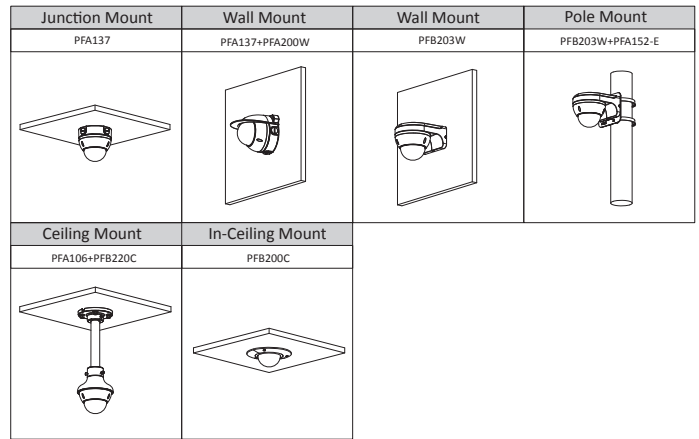 Junction Mount
Wall Mount
Wall Mount
Pole Mount
PFA137
PFA137+PFA200W
PFB203W
PFB203W+PFA152-E
Ceiling Mount
In-Ceiling Mount
PFA106+PFB220C
PFB200C